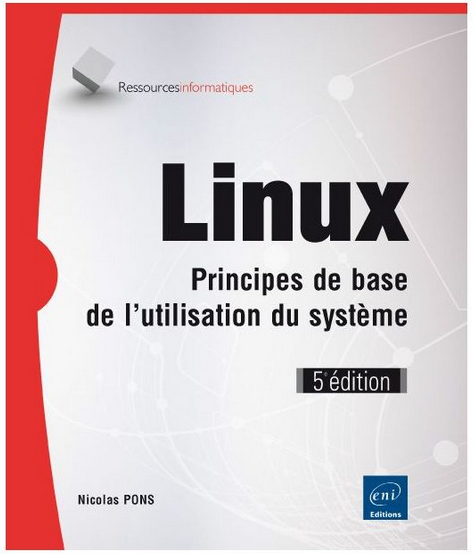 Ressourcesinformatiques
Linux
Principes de base
de l'utilisation du système
5e édition
Nicolas PONS
eni
Editions